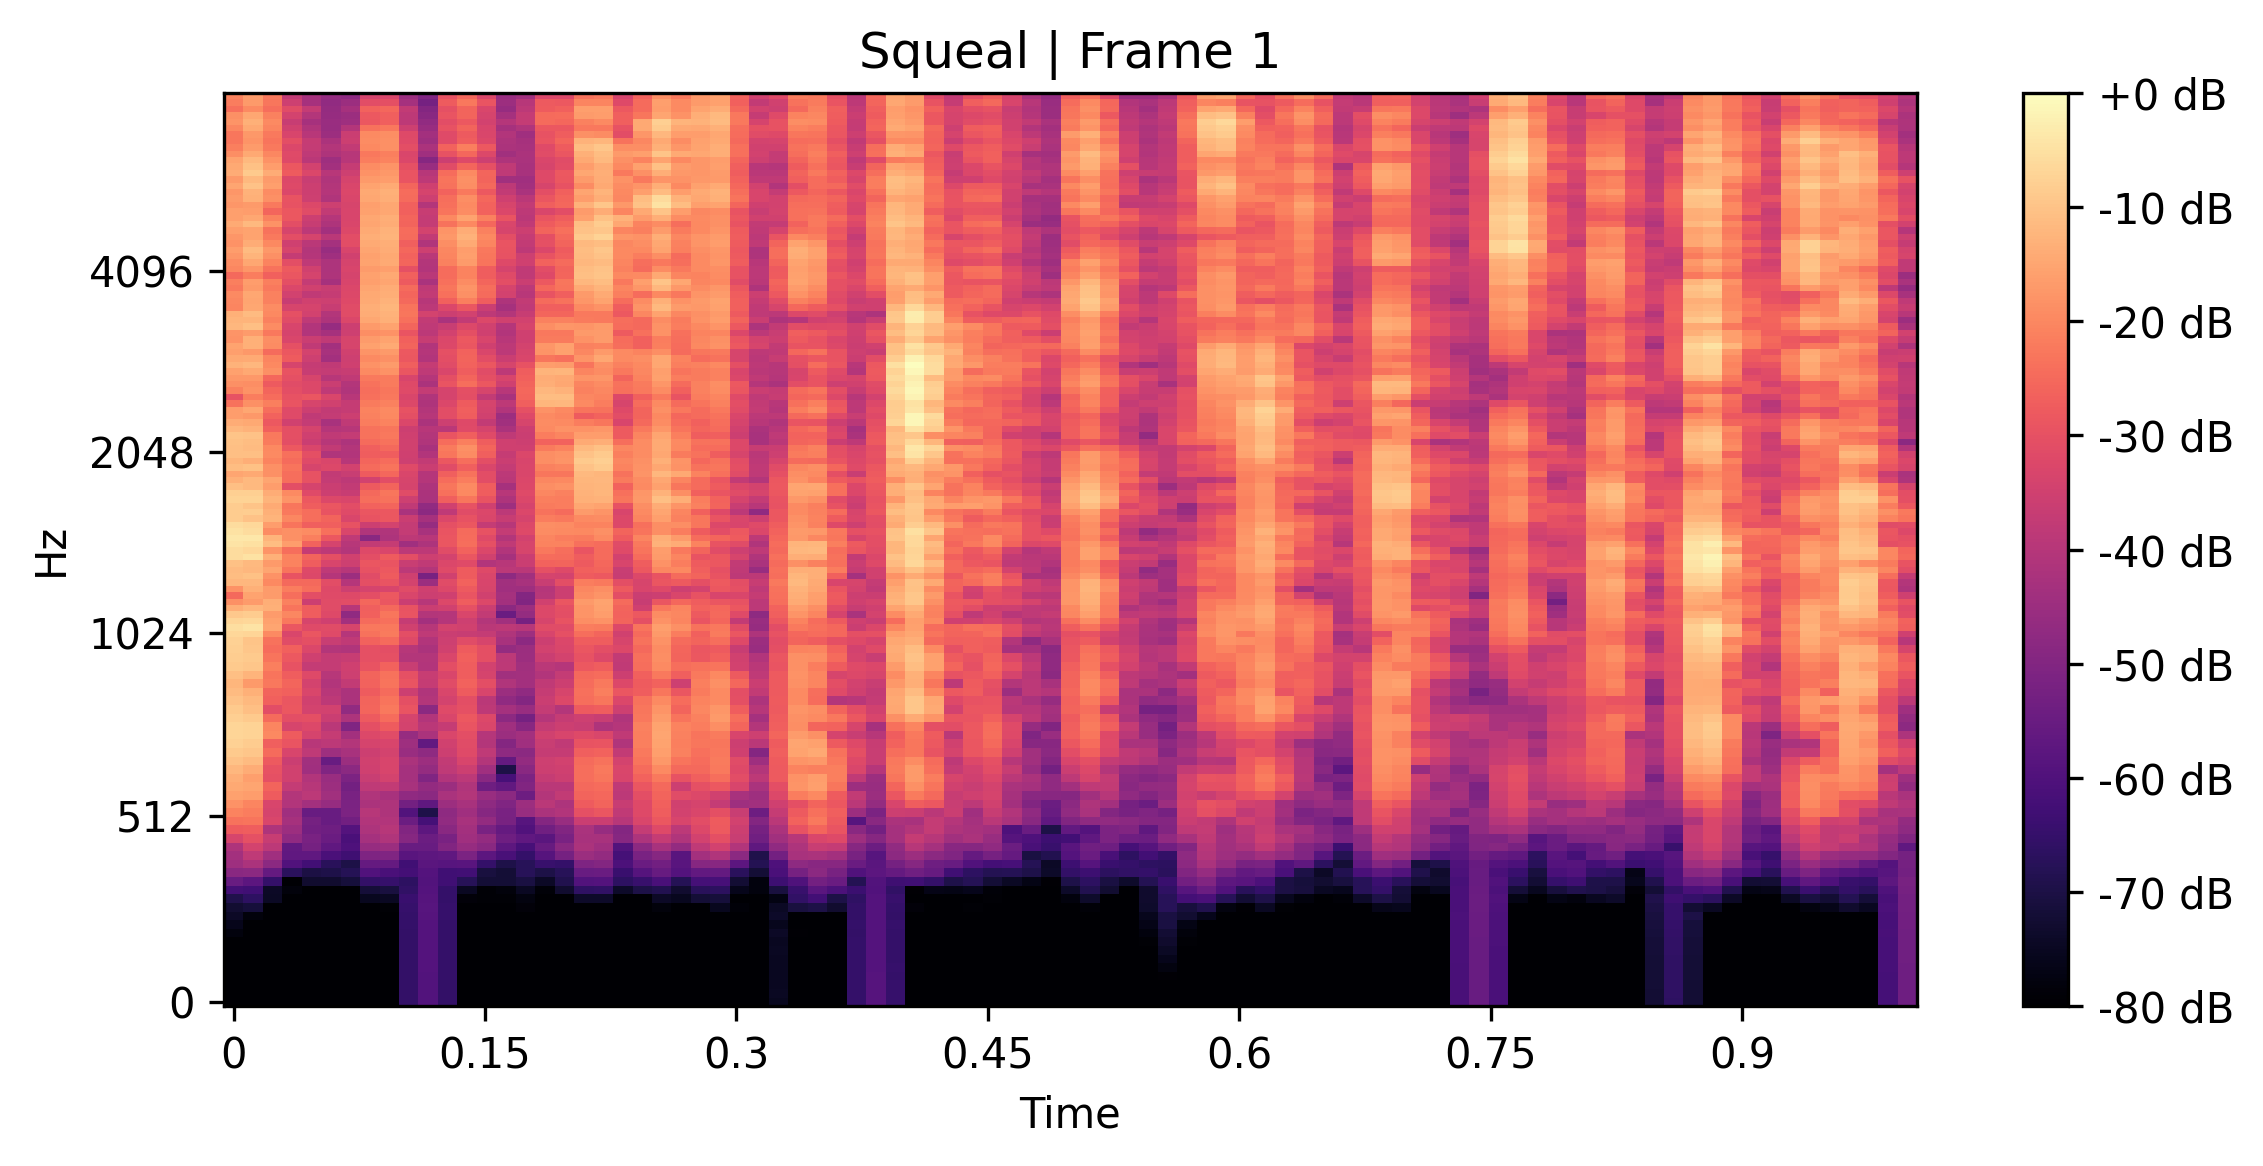 Squeal | Frame 1
+0 dB
-10 dB
-20 dB
-30 dB
-40 dB
-50 dB
-60 dB
-70 dB
-80 dB
Hz
4096
2048
1024
512
0
0 0.15 0.3 0.45 0.6 0.75 0.9
Time